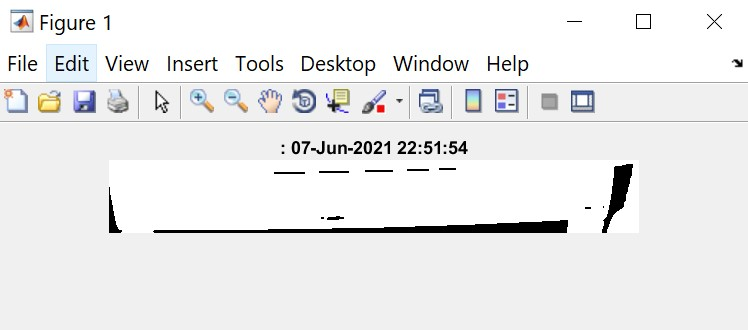 Figure 1
File Edit View Insert Tools Desktop Window Help
: 07-Jun-2021 22:51:54